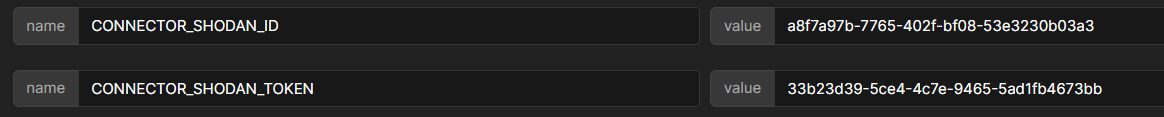 name CONNECTOR_SHODAN_ID value a8f7a97b-7765-402f-bf08-53e3230b03a3
name CONNECTOR_SHODAN_TOKEN value 33b23d39-5ce4-4c7e-9465-5ad1fb4673bb